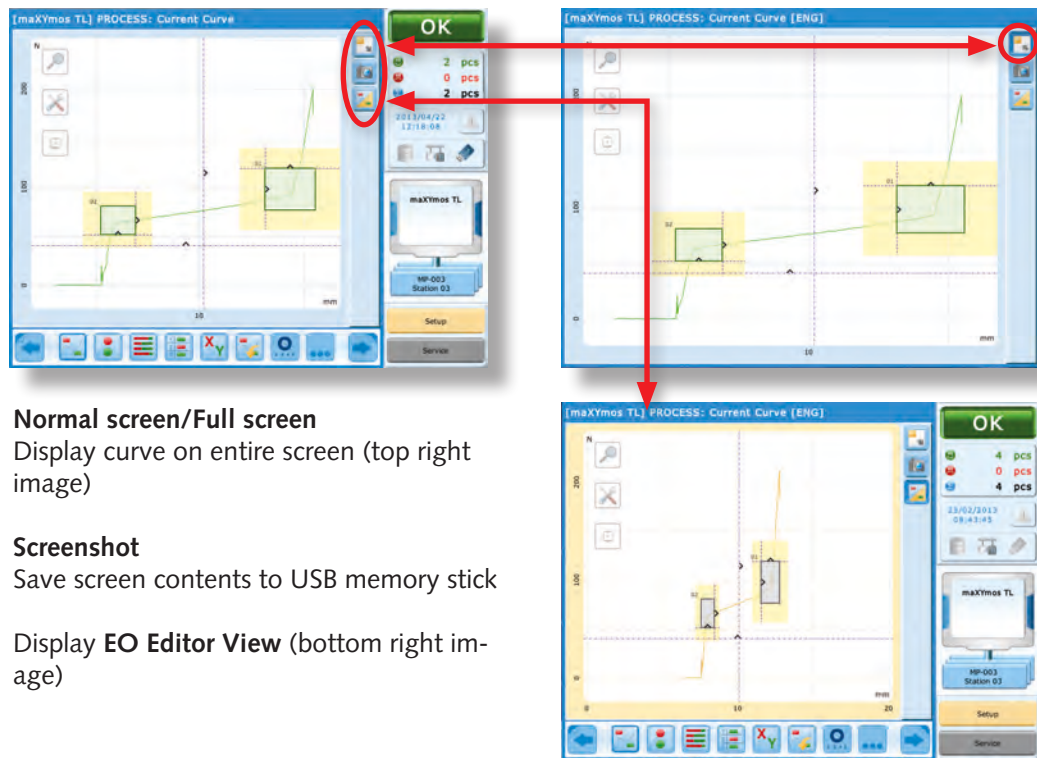 [maXYmos TL] PROCESS: Current Curve
N
200
100
0
01
02
10
mm
OK
2 pcs
0 pcs
2 pcs
2013/04/22
12:18:08
maXYmos TL
MP-003
Station 03
Setup
Service
X
Y
[maXYmos TL] PROCESS: Current Curve [ENG]
200
100
0
01
02
10
mm
Normal screen/Full screen
Display curve on entire screen (top right
image)
Screenshot
Save screen contents to USB memory stick
Display EO Editor View (bottom right im-
age)
[maXYmos TL] PROCESS: Current Curve [ENG]
N
200
100
0
01
02
0
10
20
mm
OK
4 pcs
0 pcs
4 pcs
23/02/2013
08:43:45
maXYmos TL
MP-003
Station 03
Setup
Service
X
Y